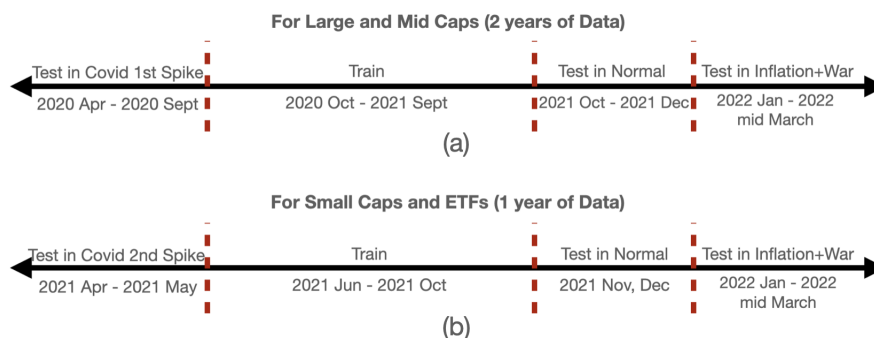 For Large and Mid Caps (2 years of Data)
Test in Covid 1st Spike Train Test in Normal Test in Inflation+War
2020 Apr - 2020 Sept 2020 Oct - 2021 Sept 2021 Oct - 2021 Dec 2022 Jan - 2022
mid March
(a)
For Small Caps and ETFs (1 year of Data)
Test in Covid 2nd Spike Train Test in Normal Test in Inflation+War
2021 Apr - 2021 May 2021 Jun - 2021 Oct 2021 Nov, Dec 2022 Jan - 2022
mid March
(b)